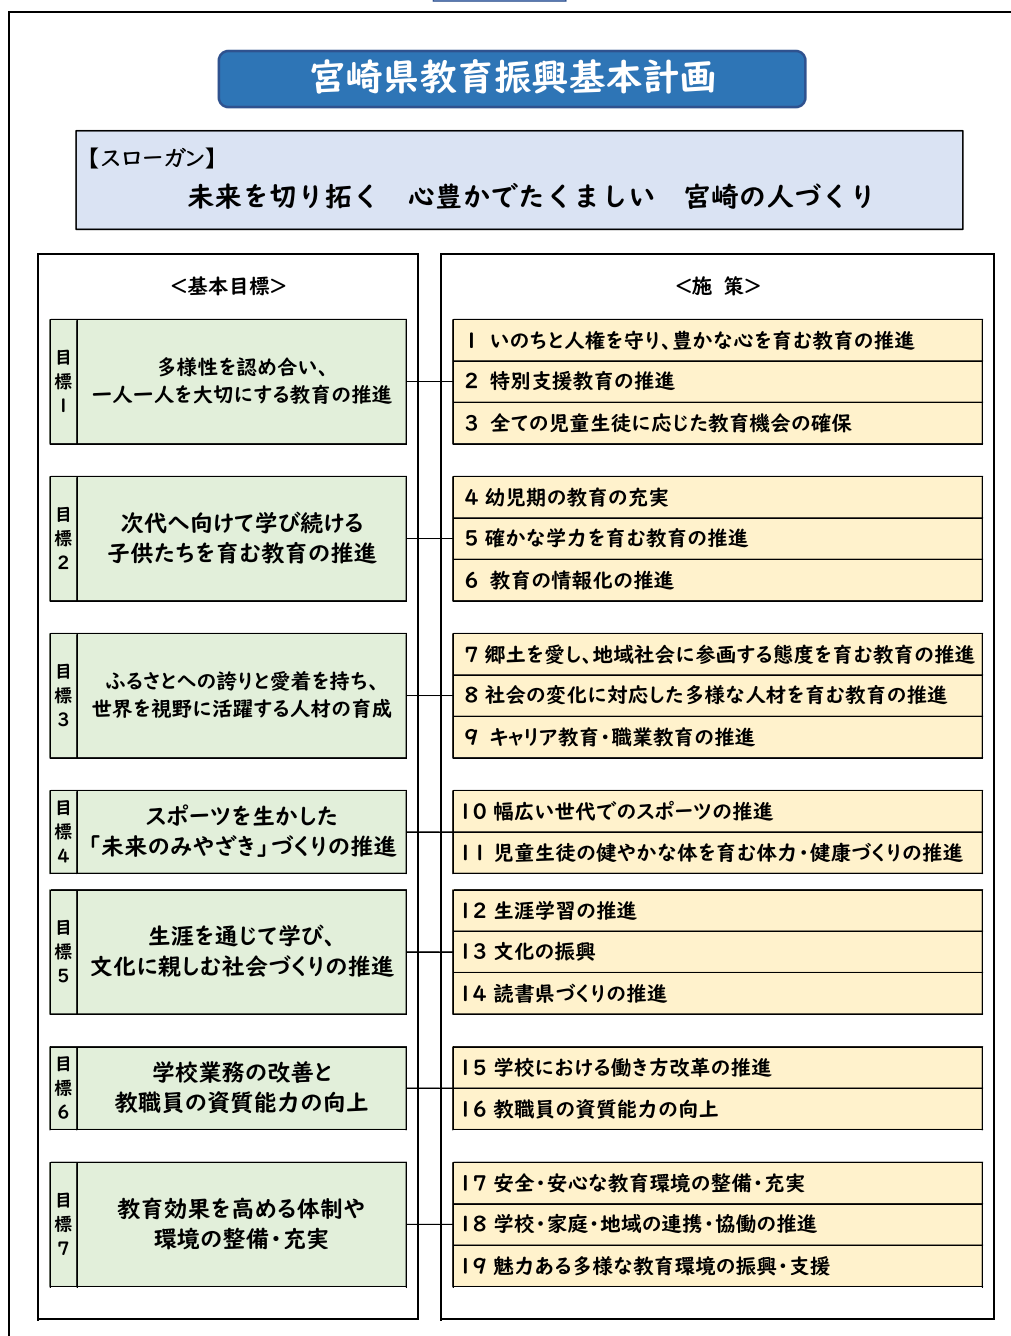 宮崎県教育振興基本計画
【スローガン】
未来を切り拓く　心豊かでたくましい　宮崎の人づくり
<基本目標>
目標1
多様性を認め合い、
一人一人を大切にする教育の推進
目標2
次代へ向けて学び続ける
子供たちを育む教育の推進
目標3
ふるさとへの誇りと愛着を持ち、
世界を視野に活躍する人材の育成
目標4
スポーツを生かした
「未来のみやざき」づくりの推進
目標5
生涯を通じて学び、
文化に親しむ社会づくりの推進
目標6
学校業務の改善と
教職員の資質能力の向上
目標7
教育効果を高める体制や
環境の整備・充実
<施 策>
1 いのちと人権を守り、豊かな心を育む教育の推進
2 特別支援教育の推進
3 全ての児童生徒に応じた教育機会の確保
4 幼児期の教育の充実
5 確かな学力を育む教育の推進
6 教育の情報化の推進
7 郷土を愛し、地域社会に参画する態度を育む教育の推進
8 社会の変化に対応した多様な人材を育む教育の推進
9 キャリア教育・職業教育の推進
10 幅広い世代でのスポーツの推進
11 児童生徒の健やかな体を育む体力・健康づくりの推進
12 生涯学習の推進
13 文化の振興
14 読書県づくりの推進
15 学校における働き方改革の推進
16 教職員の資質能力の向上
17 安全・安心な教育環境の整備・充実
18 学校・家庭・地域の連携・協働の推進
19 魅力ある多様な教育環境の振興・支援